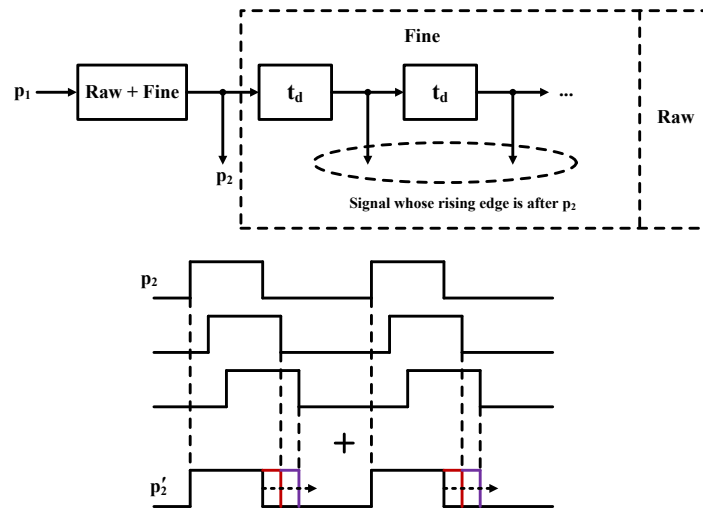 Fine
p₁
Raw + Fine
t_d
t_d
...
Raw
p₂
Signal whose rising edge is after p₂
p₂
+
p₂′